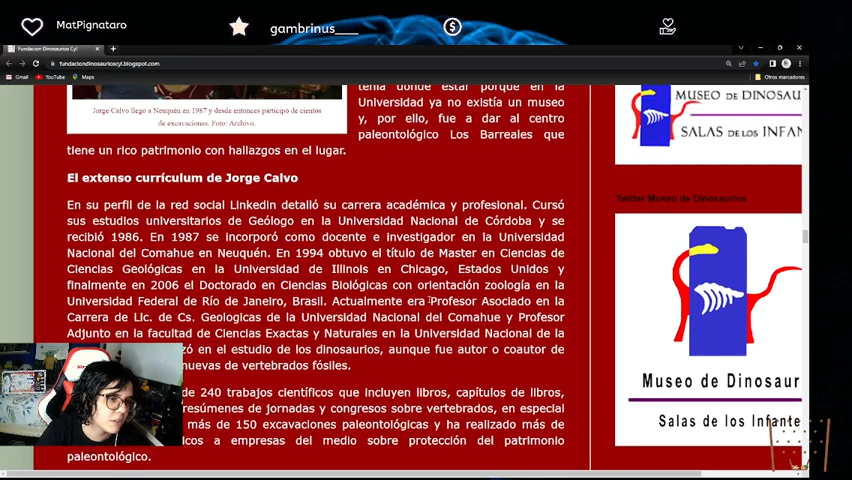 MatPignataro
gambrinus____
Fundacion Dinosaurios Cyl
fundaciondinosaurioscyl.blogspot.com
Gmail
YouTube
Maps
Otros marcadores
tema donde estar porque en la
Universidad ya no existía un museo
y, por ello, fue a dar al centro
paleontológico Los Barreales que
tiene un rico patrimonio con hallazgos en el lugar.
Jorge Calvo llegó a Neuquén en 1987 y desde entonces participó de cientos
de excavaciones. Foto: Archivo.
El extenso currículum de Jorge Calvo
En su perfil de la red social Linkedin detalló su carrera académica y profesional. Cursó
sus estudios universitarios de Geólogo en la Universidad Nacional de Córdoba y se
recibió 1986. En 1987 se incorporó como docente e investigador en la Universidad
Nacional del Comahue en Neuquén. En 1994 obtuvo el título de Master en Ciencias de
Ciencias Geológicas en la Universidad de Illinois en Chicago, Estados Unidos y
finalmente en 2006 el Doctorado en Ciencias Biológicas con orientación zoología en la
Universidad Federal de Río de Janeiro, Brasil. Actualmente era Profesor Asociado en la
Carrera de Lic. de Cs. Geologicas de la Universidad Nacional del Comahue y Profesor
Adjunto en la facultad de Ciencias Exactas y Naturales en la Universidad Nacional de la
zó en el estudio de los dinosaurios, aunque fue autor o coautor de
nuevas de vertebrados fósiles.
de 240 trabajos científicos que incluyen libros, capítulos de libros,
resúmenes de jornadas y congresos sobre vertebrados, en especial
más de 150 excavaciones paleontológicas y ha realizado más de
icos a empresas del medio sobre protección del patrimonio
paleontológico.
MUSEO DE DINOSAU
SALAS DE LOS INFAN
Twitter Museo de Dinosaurios
Museo de Dinosaur
Salas de los Infante